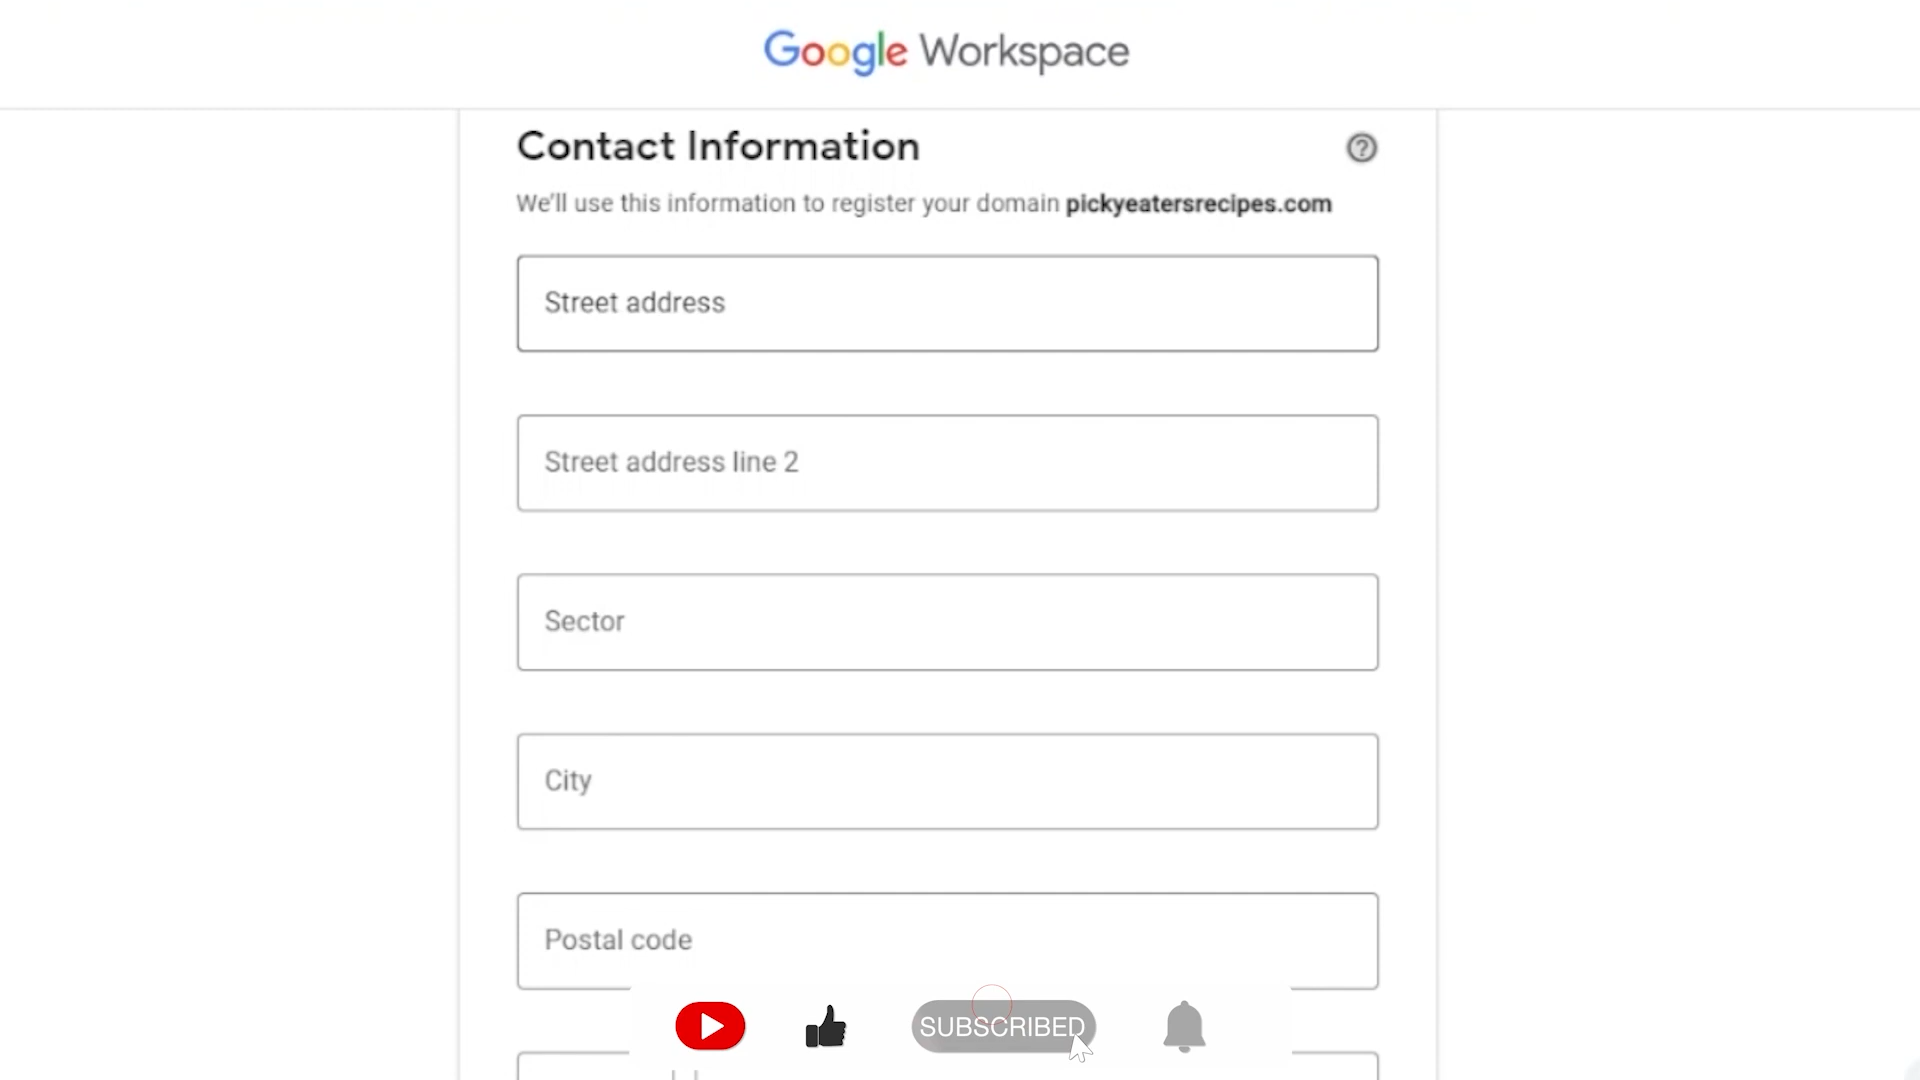 Google Workspace
Contact Information
We'll use this information to register your domain pickyeatersrecipes.com
Street address
Street address line 2
Sector
City
Postal code
SUBSCRIBED